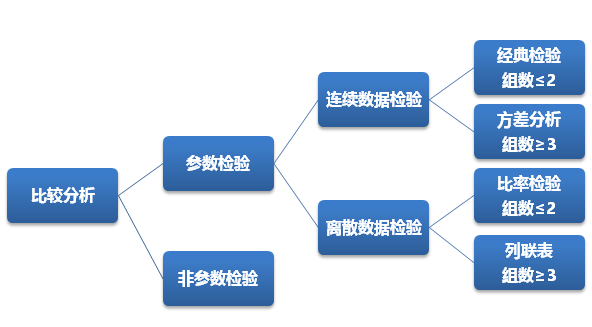 比较分析
参数检验
非参数检验
连续数据检验
离散数据检验
经典检验
组数≤2
方差分析
组数≥3
比率检验
组数≤2
列联表
组数≥3